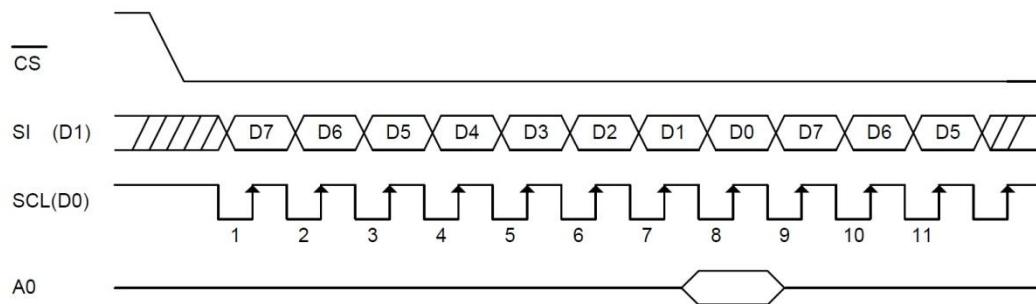 CS
SI (D1) D7 D6 D5 D4 D3 D2 D1 D0 D7 D6 D5
SCL(D0)
1 2 3 4 5 6 7 8 9 10 11
A0